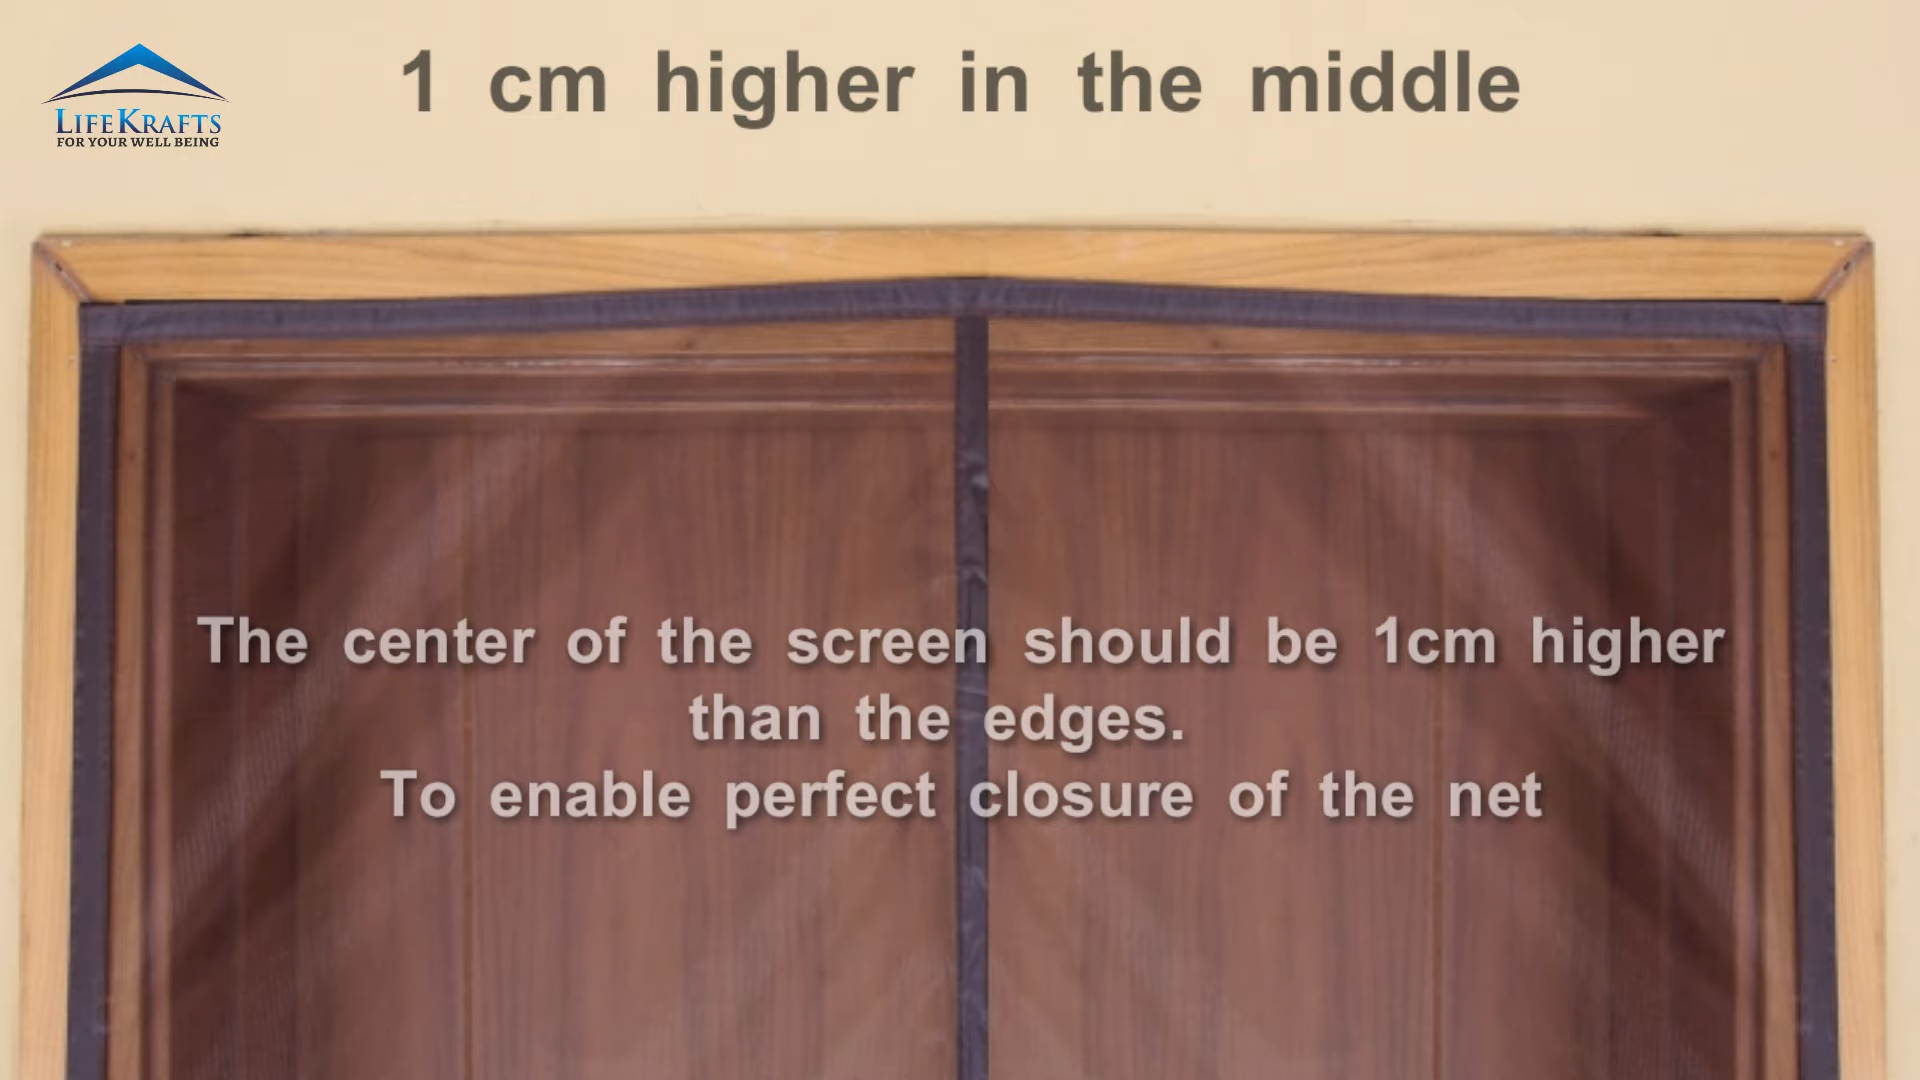 1 cm higher in the middle
LIFEKRAFTS
FOR YOUR WELL BEING
The center of the screen should be 1cm higher
than the edges.
To enable perfect closure of the net